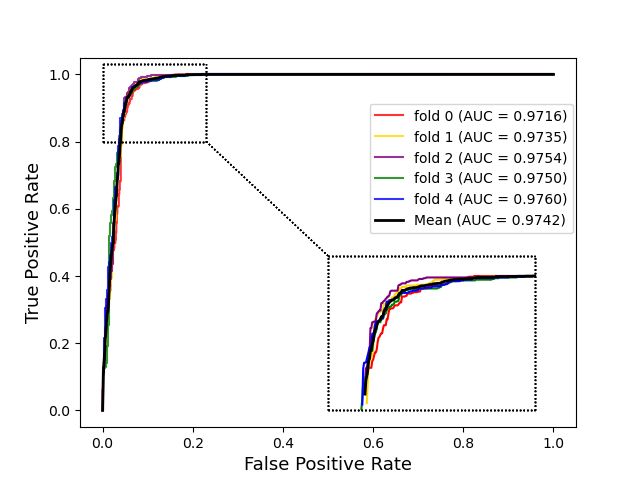 1.0
0.8
0.6
0.4
0.2
0.0
True Positive Rate
fold 0 (AUC = 0.9716)
fold 1 (AUC = 0.9735)
fold 2 (AUC = 0.9754)
fold 3 (AUC = 0.9750)
fold 4 (AUC = 0.9760)
Mean (AUC = 0.9742)
0.0 0.2 0.4 0.6 0.8 1.0
False Positive Rate